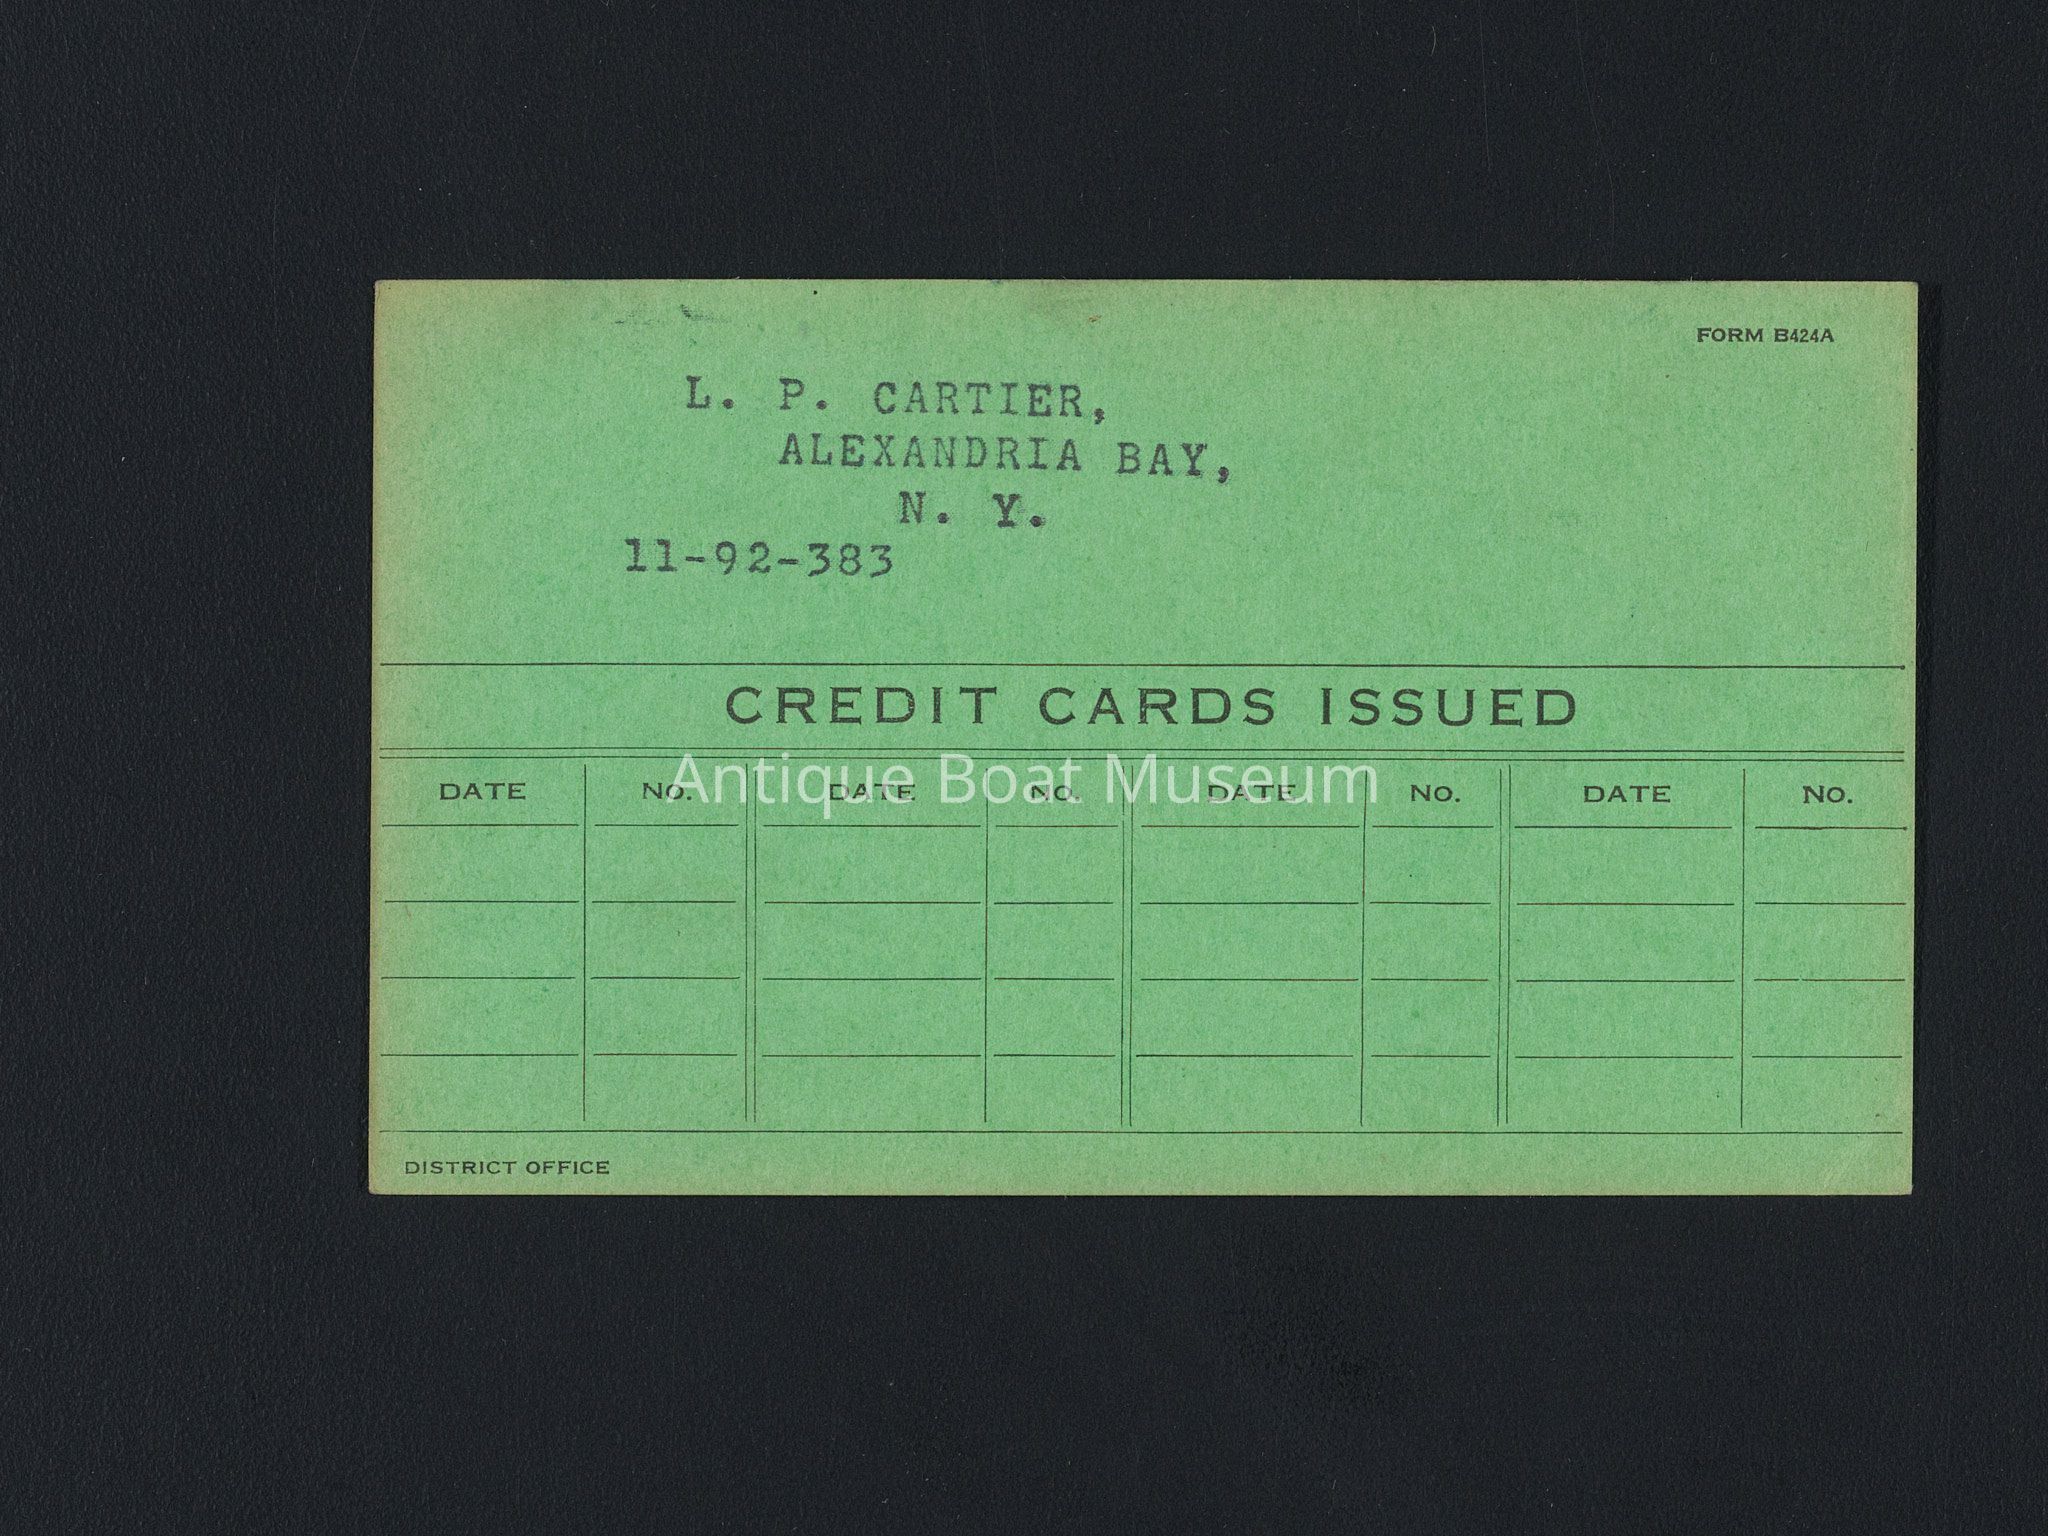 FORM B424A
L. P. CARTIER,
ALEXANDRIA BAY,
N. Y.
11-92-383
CREDIT CARDS ISSUED
Antique Boat Museum
DATE NO. DATE NO. DATE NO. DATE NO.
DISTRICT OFFICE